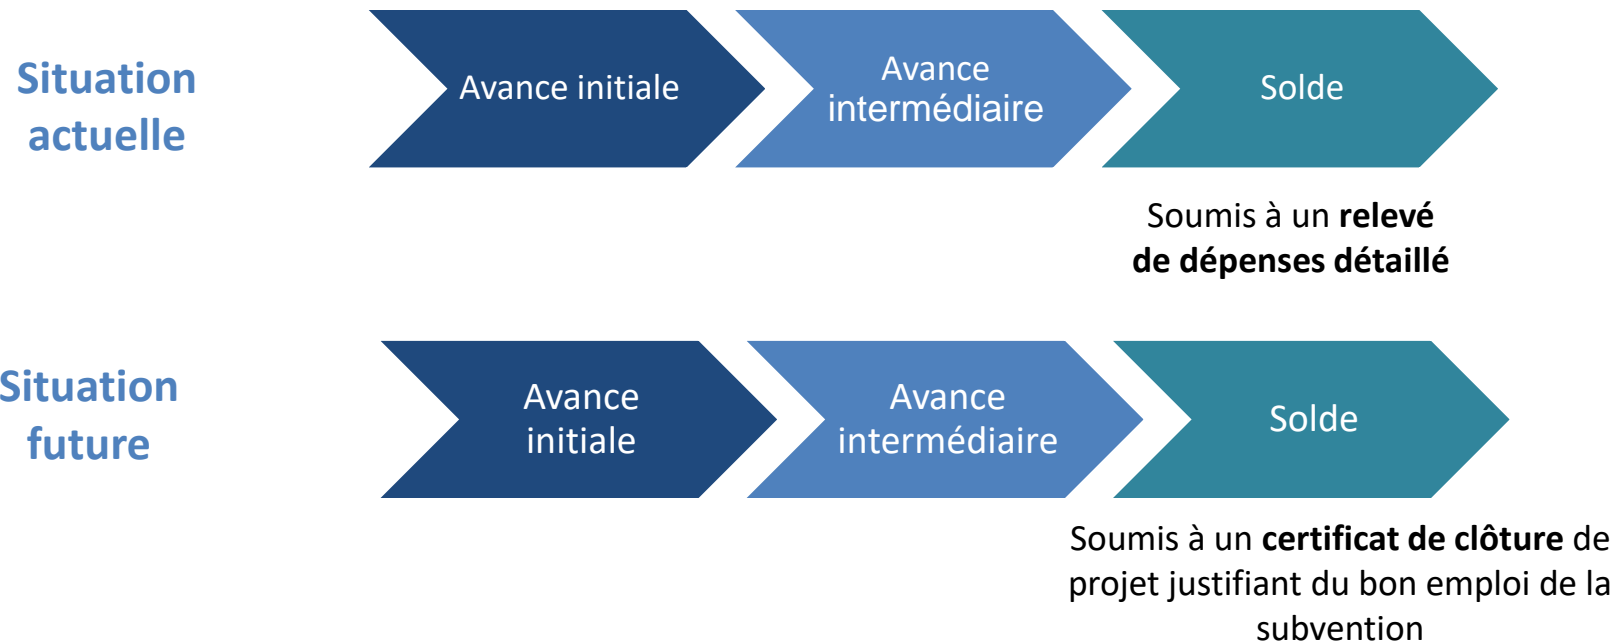 Situation
actuelle
Avance initiale
Avance
intermédiaire
Solde
Soumis à un relevé
de dépenses détaillé
Situation
future
Avance
initiale
Avance
intermédiaire
Solde
Soumis à un certificat de clôture de
projet justifiant du bon emploi de la
subvention